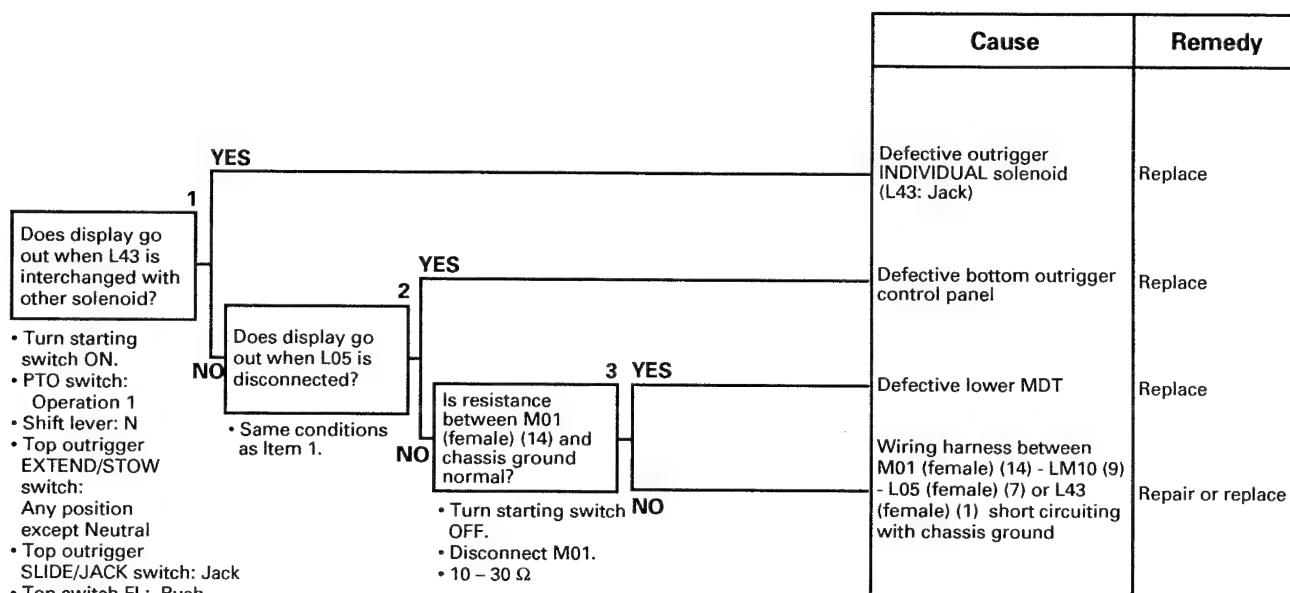 Cause
Remedy
YES
Defective outrigger
INDIVIDUAL solenoid
(L43: Jack)
Replace
1
Does display go
out when L43 is
interchanged with
other solenoid?
• Turn starting
switch ON.
• PTO switch:
Operation 1
• Shift lever: N
• Top outrigger
EXTEND/STOW
switch:
Any position
except Neutral
• Top outrigger
SLIDE/JACK switch: Jack
• Top switch FL: Push
YES
Defective bottom outrigger
control panel
Replace
2
NO
Does display go
out when L05 is
disconnected?
• Same conditions
as Item 1.
3
YES
Defective lower MDT
Replace
NO
Is resistance
between M01
(female) (14) and
chassis ground
normal?
• Turn starting switch
OFF.
• Disconnect M01.
• 10 – 30 Ω
NO
Wiring harness between
M01 (female) (14) - LM10 (9)
- L05 (female) (7) or L43
(female) (1) short circuiting
with chassis ground
Repair or replace